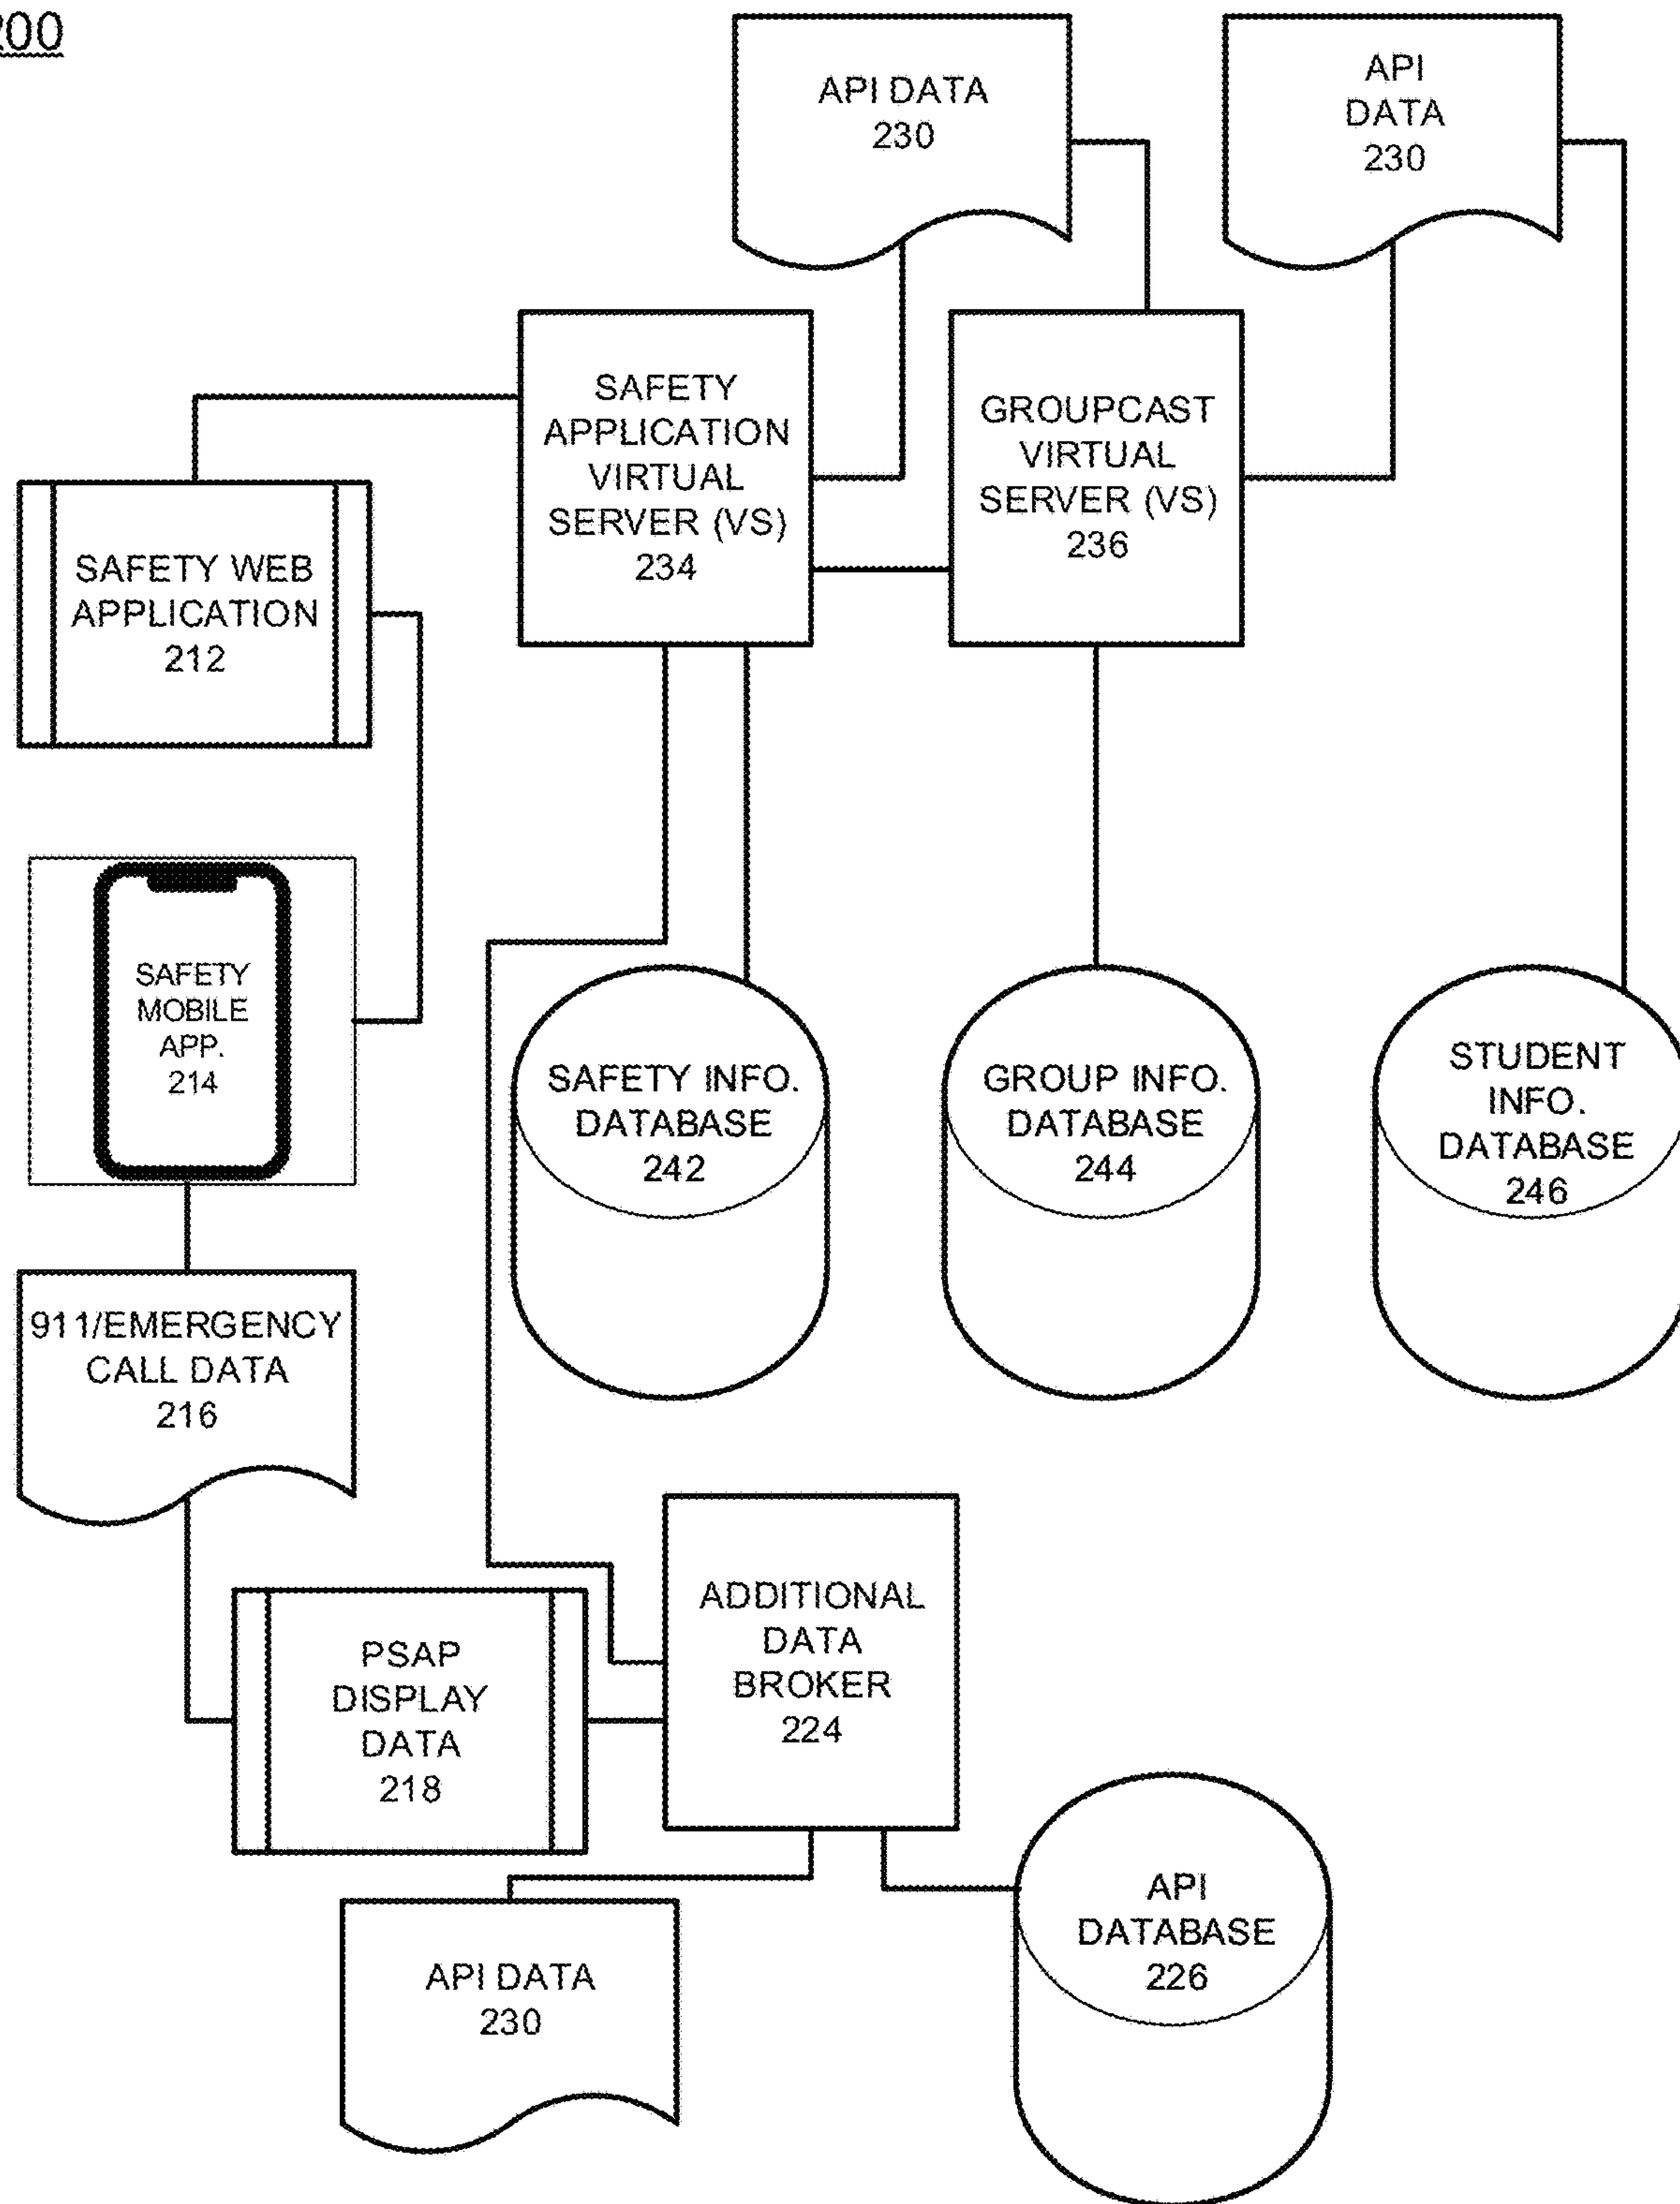 200
API DATA
230
API
DATA
230
SAFETY
APPLICATION
VIRTUAL
SERVER (VS)
234
GROUPCAST
VIRTUAL
SERVER (VS)
236
SAFETY WEB
APPLICATION
212
SAFETY
MOBILE
APP.
214
SAFETY INFO.
DATABASE
242
GROUP INFO.
DATABASE
244
STUDENT
INFO.
DATABASE
246
911/EMERGENCY
CALL DATA
216
ADDITIONAL
DATA
BROKER
224
PSAP
DISPLAY
DATA
218
API
DATABASE
226
API DATA
230